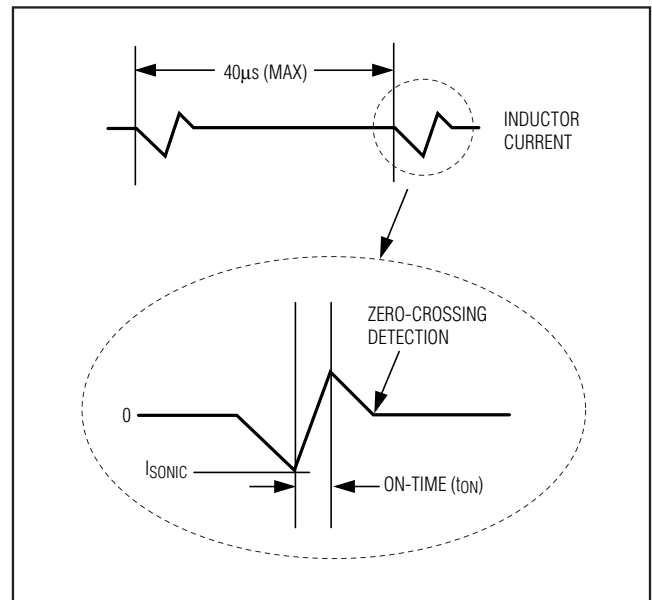 40μs (MAX)
INDUCTOR
CURRENT
ZERO-CROSSING
DETECTION
0
ISONIC
ON-TIME (tON)